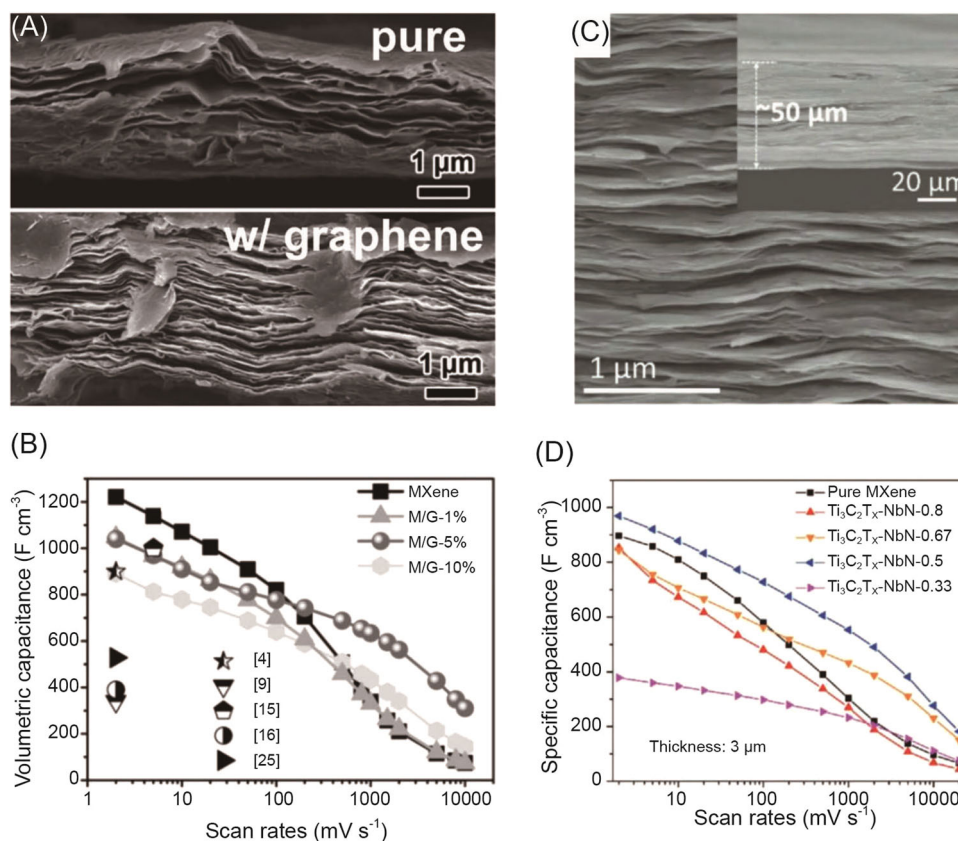 (A)
pure
1 μm
w/ graphene
1 μm
(C)
~50 μm
20 μm
1 μm
(B)
Volumetric capacitance (F cm⁻³)
1200
1000
800
600
400
200
0
1
10
100
1000
10000
Scan rates (mV s⁻¹)
MXene
M/G-1%
M/G-5%
M/G-10%
[4]
[9]
[15]
[16]
[25]
(D)
Specific capacitance (F cm⁻³)
1000
800
600
400
200
0
10
100
1000
10000
Scan rates (mV s⁻¹)
Pure MXene
Ti₃C₂Tₓ-NbN-0.8
Ti₃C₂Tₓ-NbN-0.67
Ti₃C₂Tₓ-NbN-0.5
Ti₃C₂Tₓ-NbN-0.33
Thickness: 3 μm